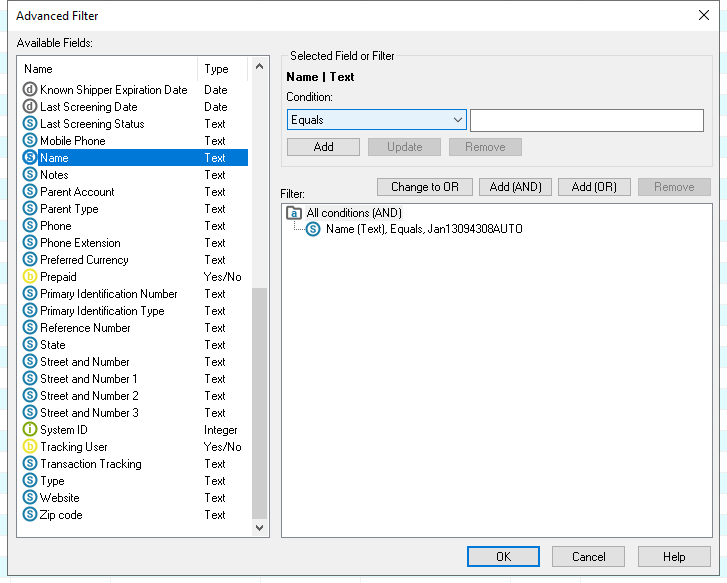 Advanced Filter
Available Fields:
Name Type
d Known Shipper Expiration Date Date
d Last Screening Date Date
S Last Screening Status Text
S Mobile Phone Text
S Name Text
S Notes Text
S Parent Account Text
S Parent Type Text
S Phone Text
S Phone Extension Text
S Preferred Currency Text
b Prepaid Yes/No
S Primary Identification Number Text
S Primary Identification Type Text
S Reference Number Text
S State Text
S Street and Number Text
S Street and Number 1 Text
S Street and Number 2 Text
S Street and Number 3 Text
i System ID Integer
b Tracking User Yes/No
S Transaction Tracking Text
S Type Text
S Website Text
S Zip code Text
Selected Field or Filter
Name | Text
Condition:
Equals
Add Update Remove
Filter: Change to OR Add (AND) Add (OR) Remove
a All conditions (AND)
S Name (Text), Equals, Jan13094308AUTO
OK Cancel Help